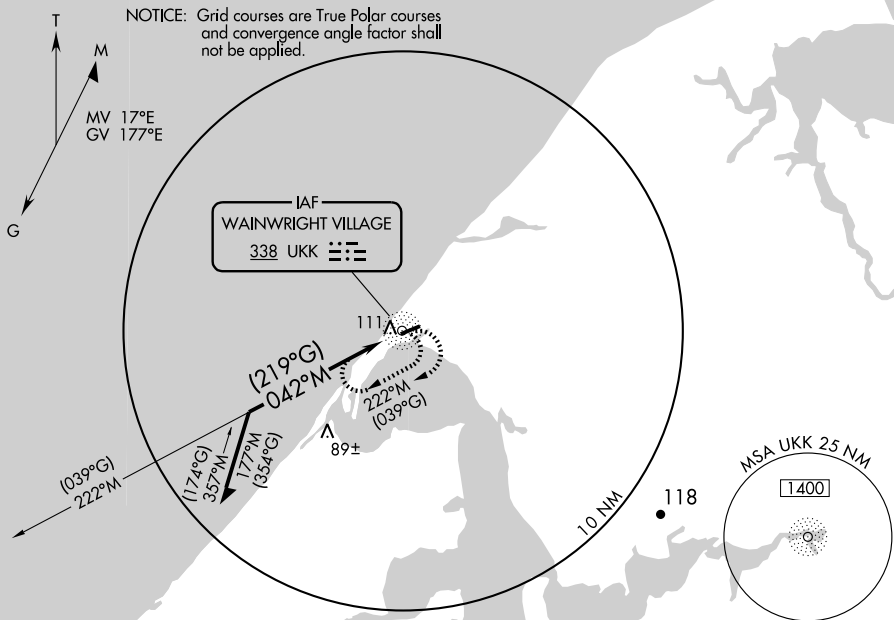 NOTICE: Grid courses are True Polar courses
and convergence angle factor shall
not be applied.
T
M
MV 17°E
GV 177°E
G
IAF
WAINWRIGHT VILLAGE
338 UKK
111
(219°G)
042°M
222°M
(039°G)
89±
(174°G)
357°M
177°M
(354°G)
(039°G)
222°M
10 NM
118
MSA UKK 25 NM
1400